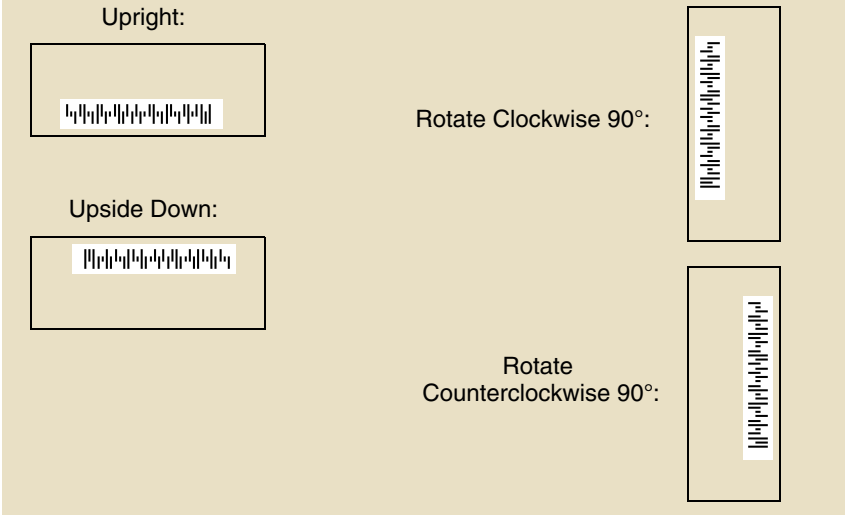 Upright:
Rotate Clockwise 90°:
Upside Down:
Rotate
Counterclockwise 90°: